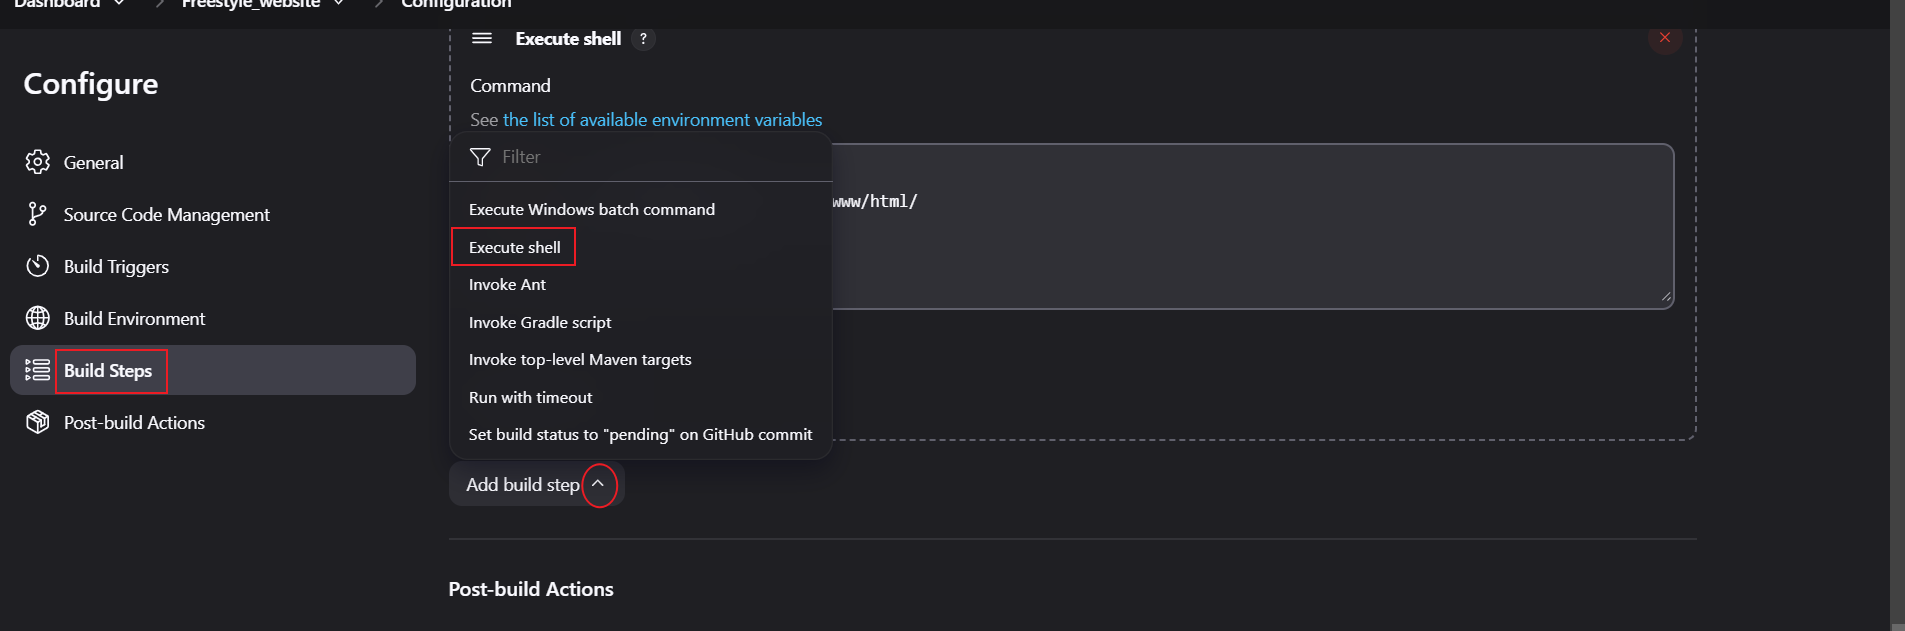 Dashboard Freestyle_website Configuration
Configure
General
Source Code Management
Build Triggers
Build Environment
Build Steps
Post-build Actions
Execute shell ?
Command
See the list of available environment variables
Filter
www/html/
Execute Windows batch command
Execute shell
Invoke Ant
Invoke Gradle script
Invoke top-level Maven targets
Run with timeout
Set build status to "pending" on GitHub commit
Add build step
Post-build Actions